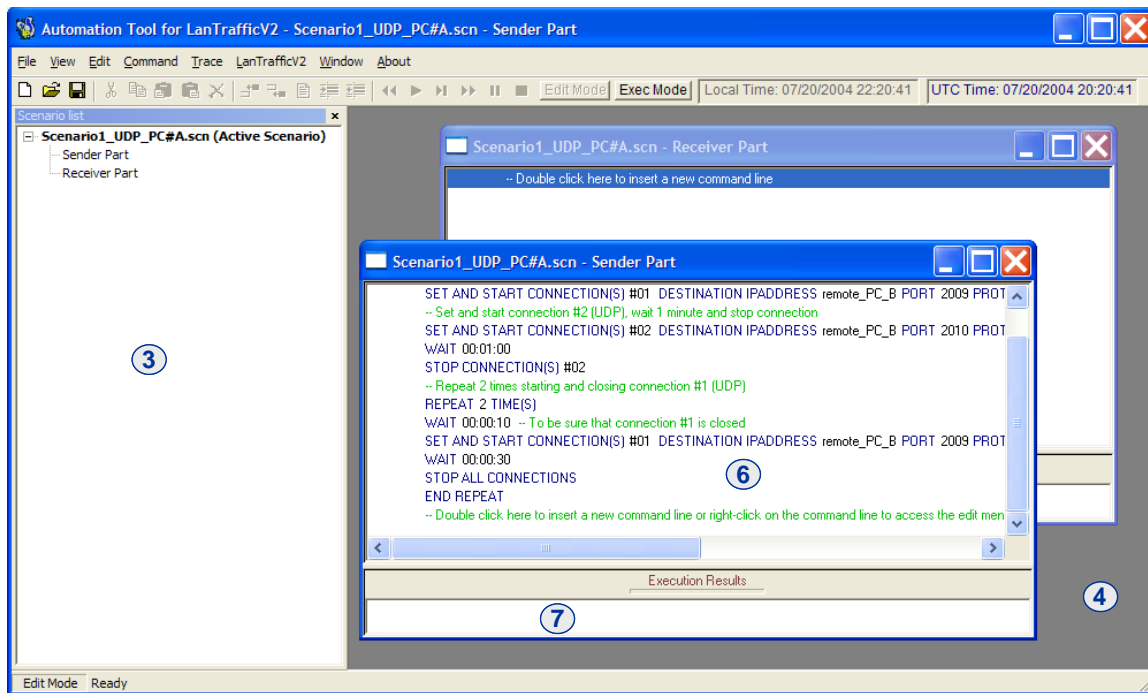 Automation Tool for LanTrafficV2 - Scenario1_UDP_PC#A.scn - Sender Part
File View Edit Command Trace LanTrafficV2 Window About
Edit Mode Exec Mode Local Time: 07/20/2004 22:20:41 UTC Time: 07/20/2004 20:20:41
Scenario list
Scenario1_UDP_PC#A.scn (Active Scenario)
Sender Part
Receiver Part
3
Scenario1_UDP_PC#A.scn - Receiver Part
-- Double click here to insert a new command line
Scenario1_UDP_PC#A.scn - Sender Part
SET AND START CONNECTION(S) #01 DESTINATION IPADDRESS remote_PC_B PORT 2009 PROT
-- Set and start connection #2 (UDP), wait 1 minute and stop connection
SET AND START CONNECTION(S) #02 DESTINATION IPADDRESS remote_PC_B PORT 2010 PROT
WAIT 00:01:00
STOP CONNECTION(S) #02
-- Repeat 2 times starting and closing connection #1 (UDP)
REPEAT 2 TIME(S)
WAIT 00:00:10 -- To be sure that connection #1 is closed
SET AND START CONNECTION(S) #01 DESTINATION IPADDRESS remote_PC_B PORT 2009 PROT
WAIT 00:00:30
STOP ALL CONNECTIONS
END REPEAT
-- Double click here to insert a new command line or right-click on the command line to access the edit men
6
Execution Results
7
4
Edit Mode Ready